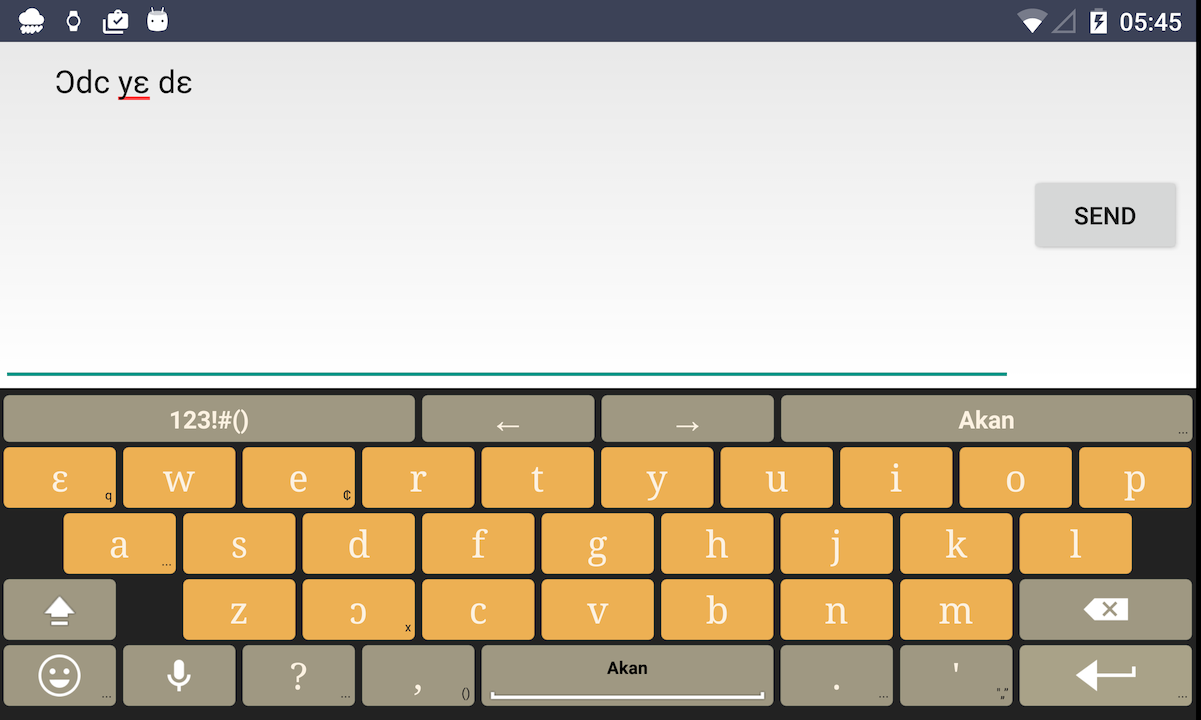 05:45
Ɔdc yɛ dɛ
SEND
123!#() ← → Akan ...
ɛ q w e ₵ r t y u i o p
a ... s d f g h j k l
z ɔ x c v b n m
... ? ... , () Akan . ... ' "„" ...